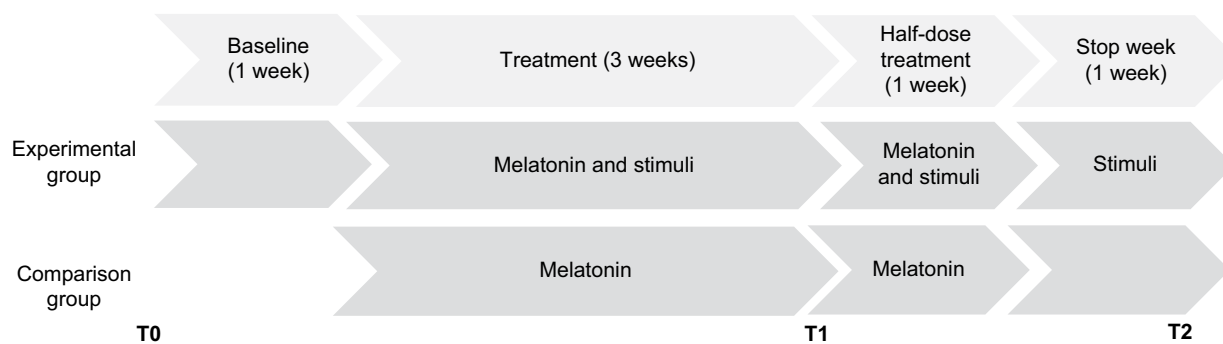 Baseline
(1 week)
Treatment (3 weeks)
Half-dose
treatment
(1 week)
Stop week
(1 week)
Experimental
group
Melatonin and stimuli
Melatonin
and stimuli
Stimuli
Comparison
group
Melatonin
Melatonin
T0
T1
T2